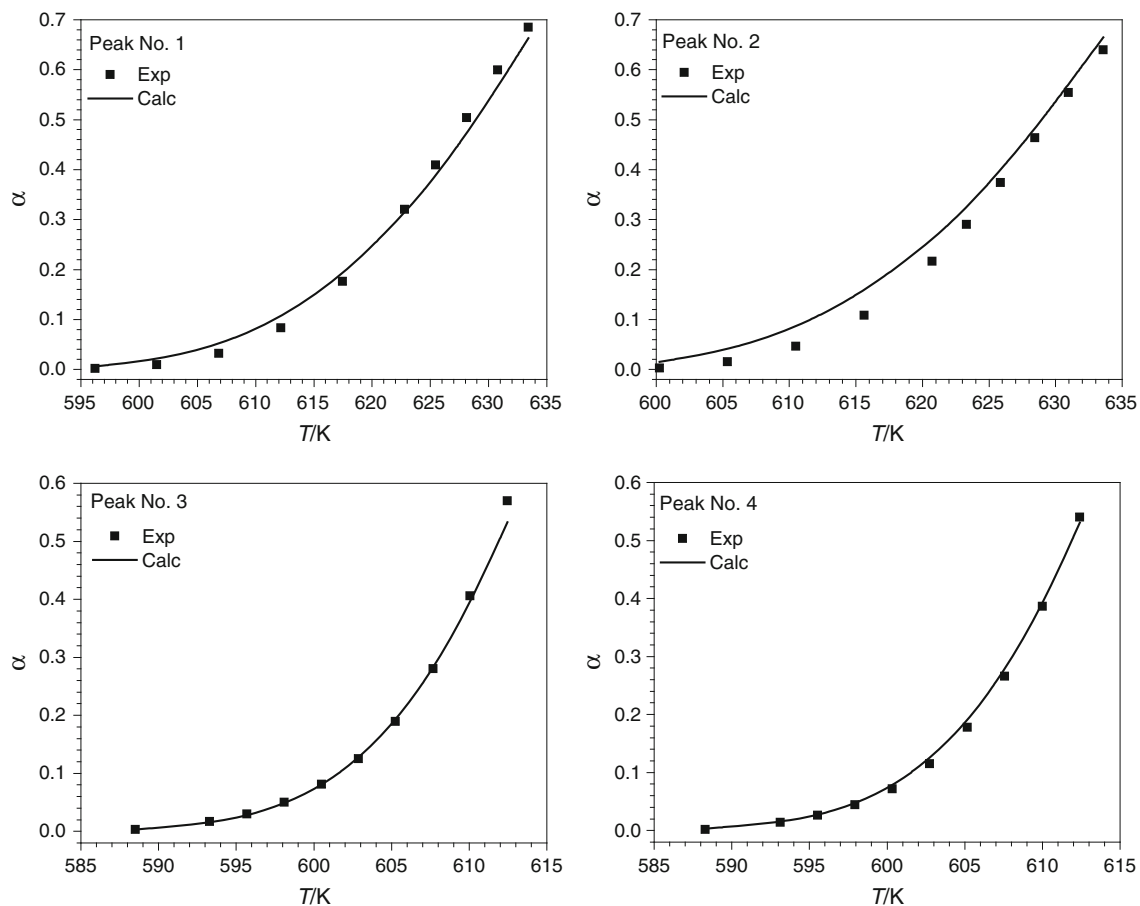 Peak No. 1
Exp
Calc
α
0.7
0.6
0.5
0.4
0.3
0.2
0.1
0.0
595 600 605 610 615 620 625 630 635
T/K
Peak No. 2
Exp
Calc
α
0.7
0.6
0.5
0.4
0.3
0.2
0.1
0.0
600 605 610 615 620 625 630 635
T/K
Peak No. 3
Exp
Calc
α
0.6
0.5
0.4
0.3
0.2
0.1
0.0
585 590 595 600 605 610 615
T/K
Peak No. 4
Exp
Calc
α
0.6
0.5
0.4
0.3
0.2
0.1
0.0
585 590 595 600 605 610 615
T/K